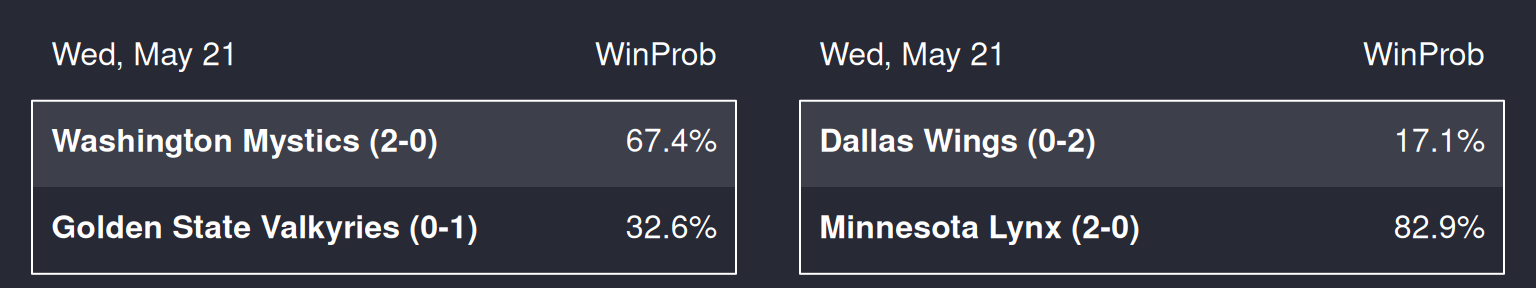 Wed, May 21 WinProb
Washington Mystics (2-0) 67.4%
Golden State Valkyries (0-1) 32.6%
Wed, May 21 WinProb
Dallas Wings (0-2) 17.1%
Minnesota Lynx (2-0) 82.9%